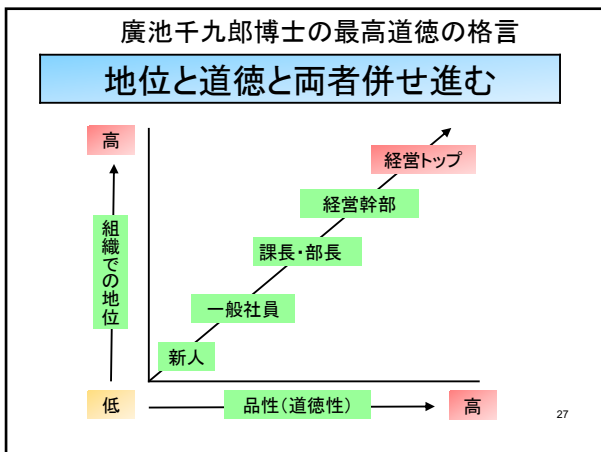 廣池千九郎博士の最高道徳の格言
地位と道徳と両者併せ進む
高
経営トップ
経営幹部
組織での地位
課長・部長
一般社員
新人
低
品性(道徳性)
高
27